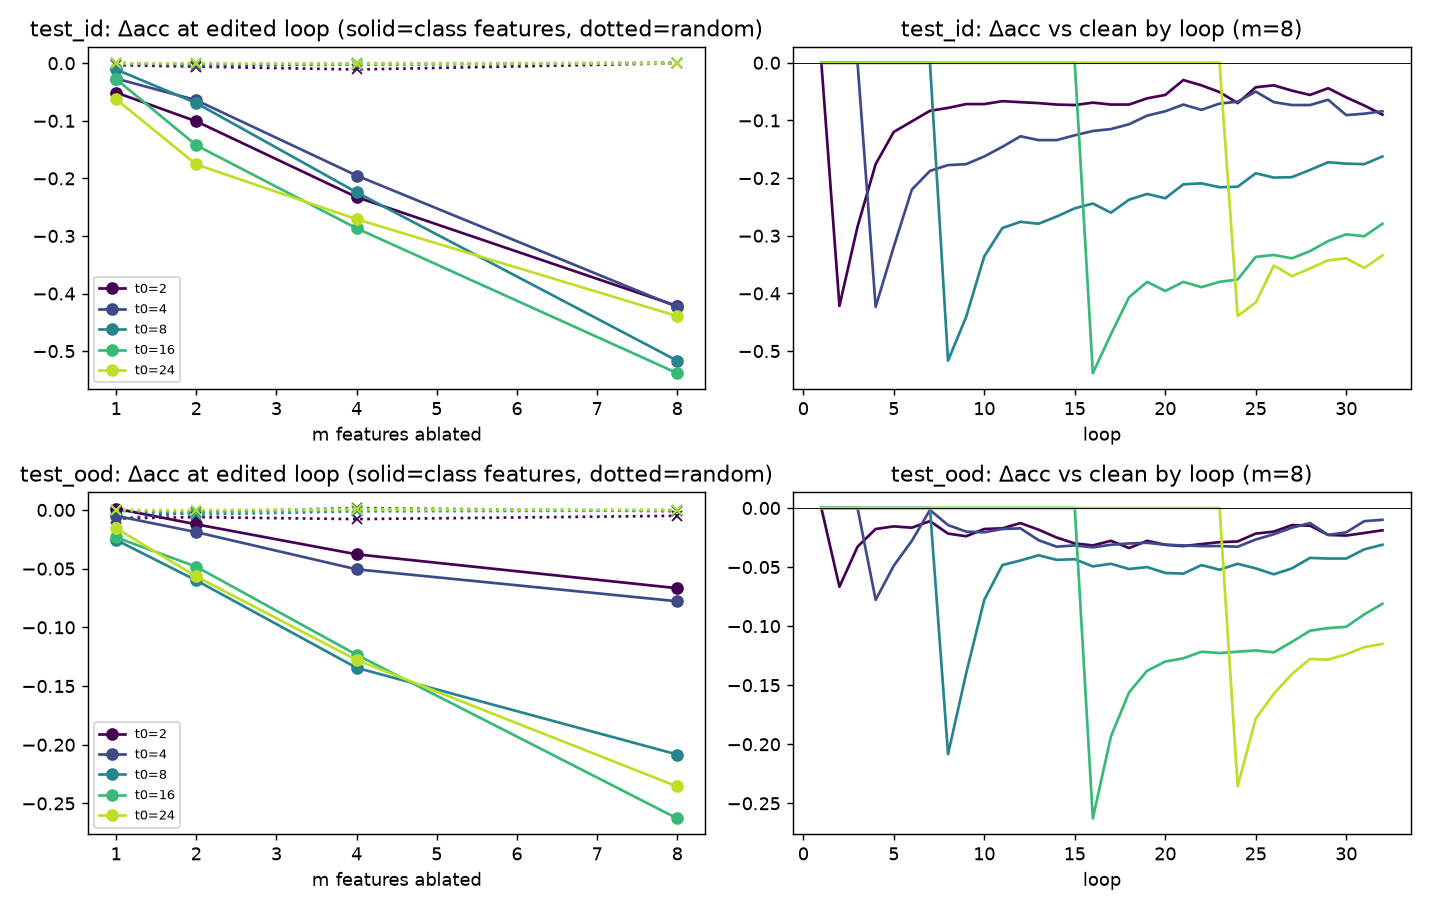 test_id: Δacc at edited loop (solid=class features, dotted=random)
0.0
−0.1
−0.2
−0.3
−0.4
−0.5
t0=2
t0=4
t0=8
t0=16
t0=24
1 2 3 4 5 6 7 8
m features ablated
test_id: Δacc vs clean by loop (m=8)
0.0
−0.1
−0.2
−0.3
−0.4
−0.5
0 5 10 15 20 25 30
loop
test_ood: Δacc at edited loop (solid=class features, dotted=random)
0.00
−0.05
−0.10
−0.15
−0.20
−0.25
t0=2
t0=4
t0=8
t0=16
t0=24
1 2 3 4 5 6 7 8
m features ablated
test_ood: Δacc vs clean by loop (m=8)
0.00
−0.05
−0.10
−0.15
−0.20
−0.25
0 5 10 15 20 25 30
loop